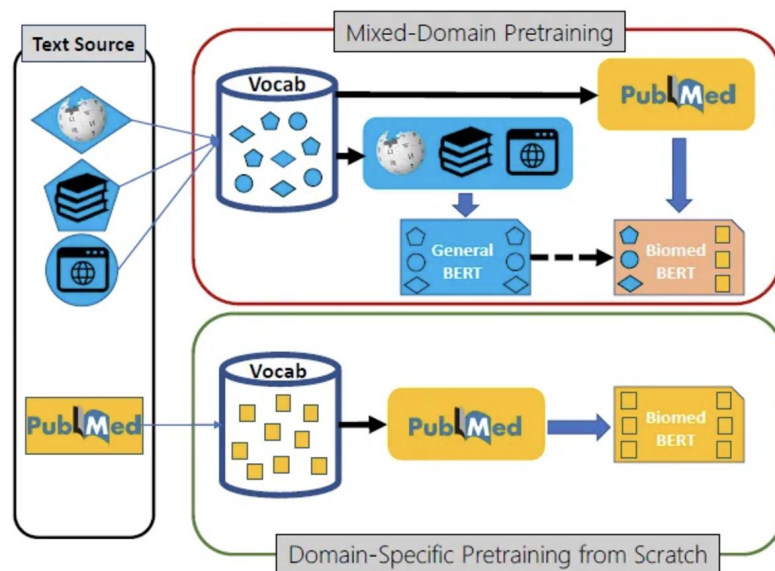 Text Source
Mixed-Domain Pretraining
Vocab
PubMed
General
BERT
Biomed
BERT
Vocab
PubMed
PubMed
Biomed
BERT
Domain-Specific Pretraining from Scratch